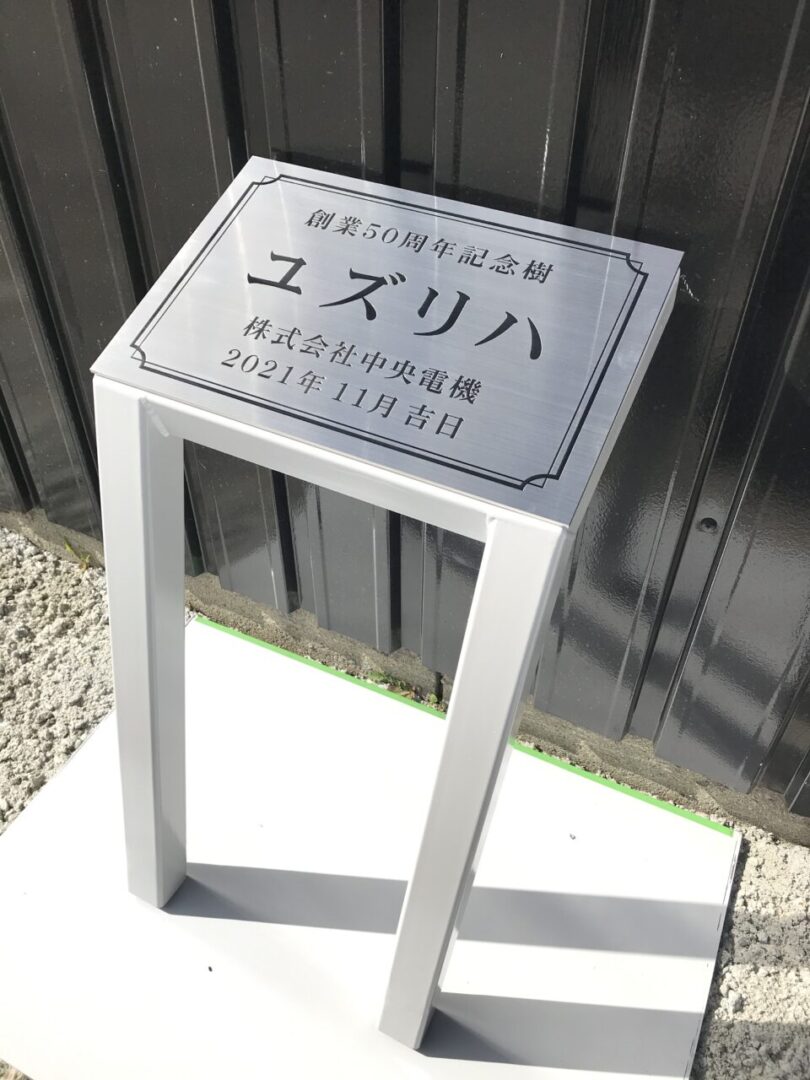 創業50周年記念樹
ユズリハ
株式会社中央電機
2021年 11月 吉日